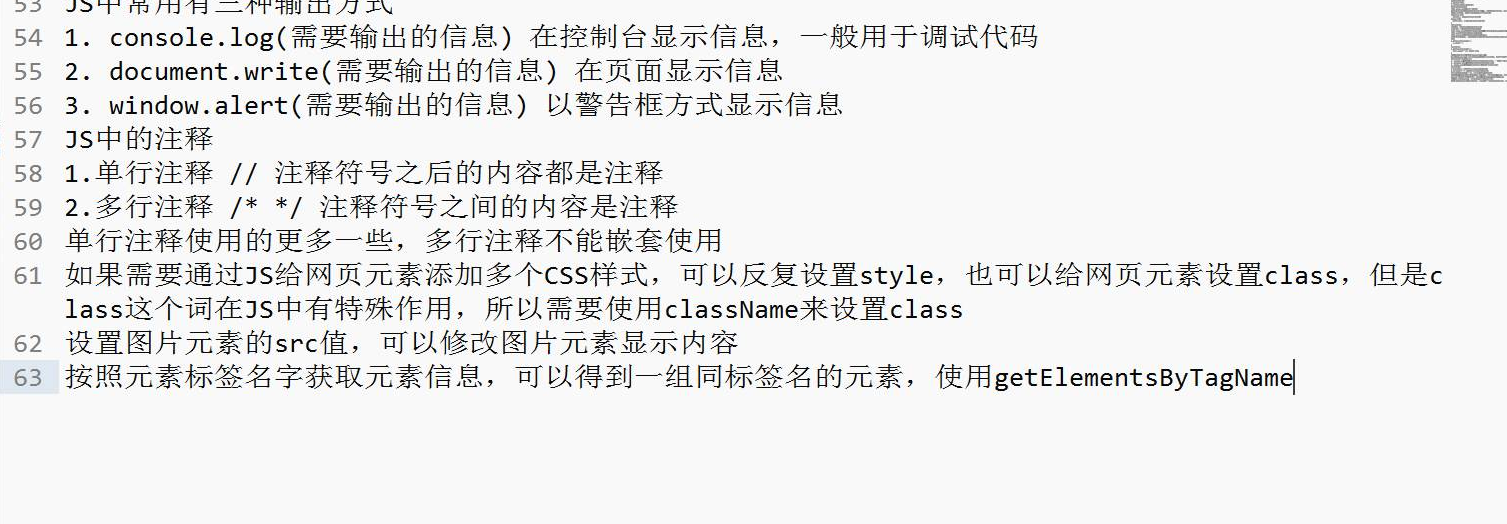 53 JS中常用有三种输出方式
54 1. console.log(需要输出的信息) 在控制台显示信息，一般用于调试代码
55 2. document.write(需要输出的信息) 在页面显示信息
56 3. window.alert(需要输出的信息) 以警告框方式显示信息
57 JS中的注释
58 1.单行注释 // 注释符号之后的内容都是注释
59 2.多行注释 /* */ 注释符号之间的内容是注释
60 单行注释使用的更多一些，多行注释不能嵌套使用
61 如果需要通过JS给网页元素添加多个CSS样式，可以反复设置style，也可以给网页元素设置class，但是c
lass这个词在JS中有特殊作用，所以需要使用className来设置class
62 设置图片元素的src值，可以修改图片元素显示内容
63 按照元素标签名字获取元素信息，可以得到一组同标签名的元素，使用getElementsByTagName